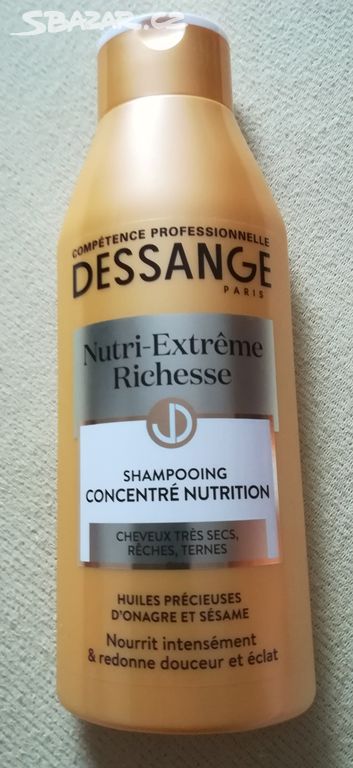 SBAZAR.CZ
COMPÉTENCE PROFESSIONNELLE
DESSANGE
PARIS
Nutri-Extrême
Richesse
JD
SHAMPOOING
CONCENTRÉ NUTRITION
CHEVEUX TRÈS SECS,
RÊCHES, TERNES
HUILES PRÉCIEUSES
D'ONAGRE ET SÉSAME
Nourrit intensément
& redonne douceur et éclat